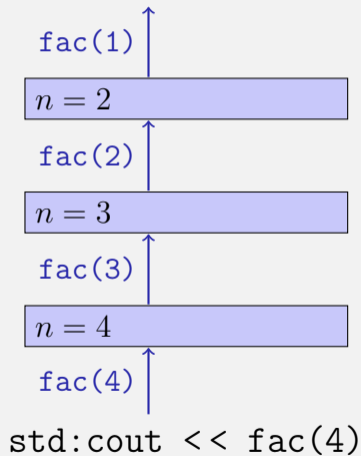 fac(1)
n = 2
fac(2)
n = 3
fac(3)
n = 4
fac(4)
std:cout << fac(4)